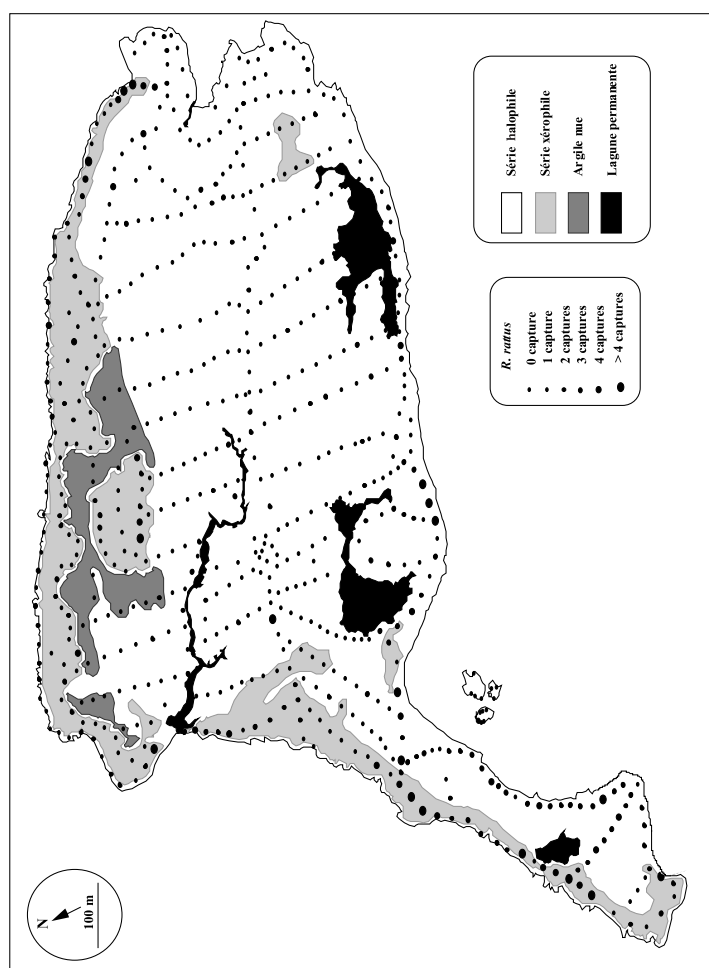 Série halophile
Série xérophile
Argile nue
Lagune permanente
R. rattus
0 capture
1 capture
2 captures
3 captures
4 captures
> 4 captures
N
100 m